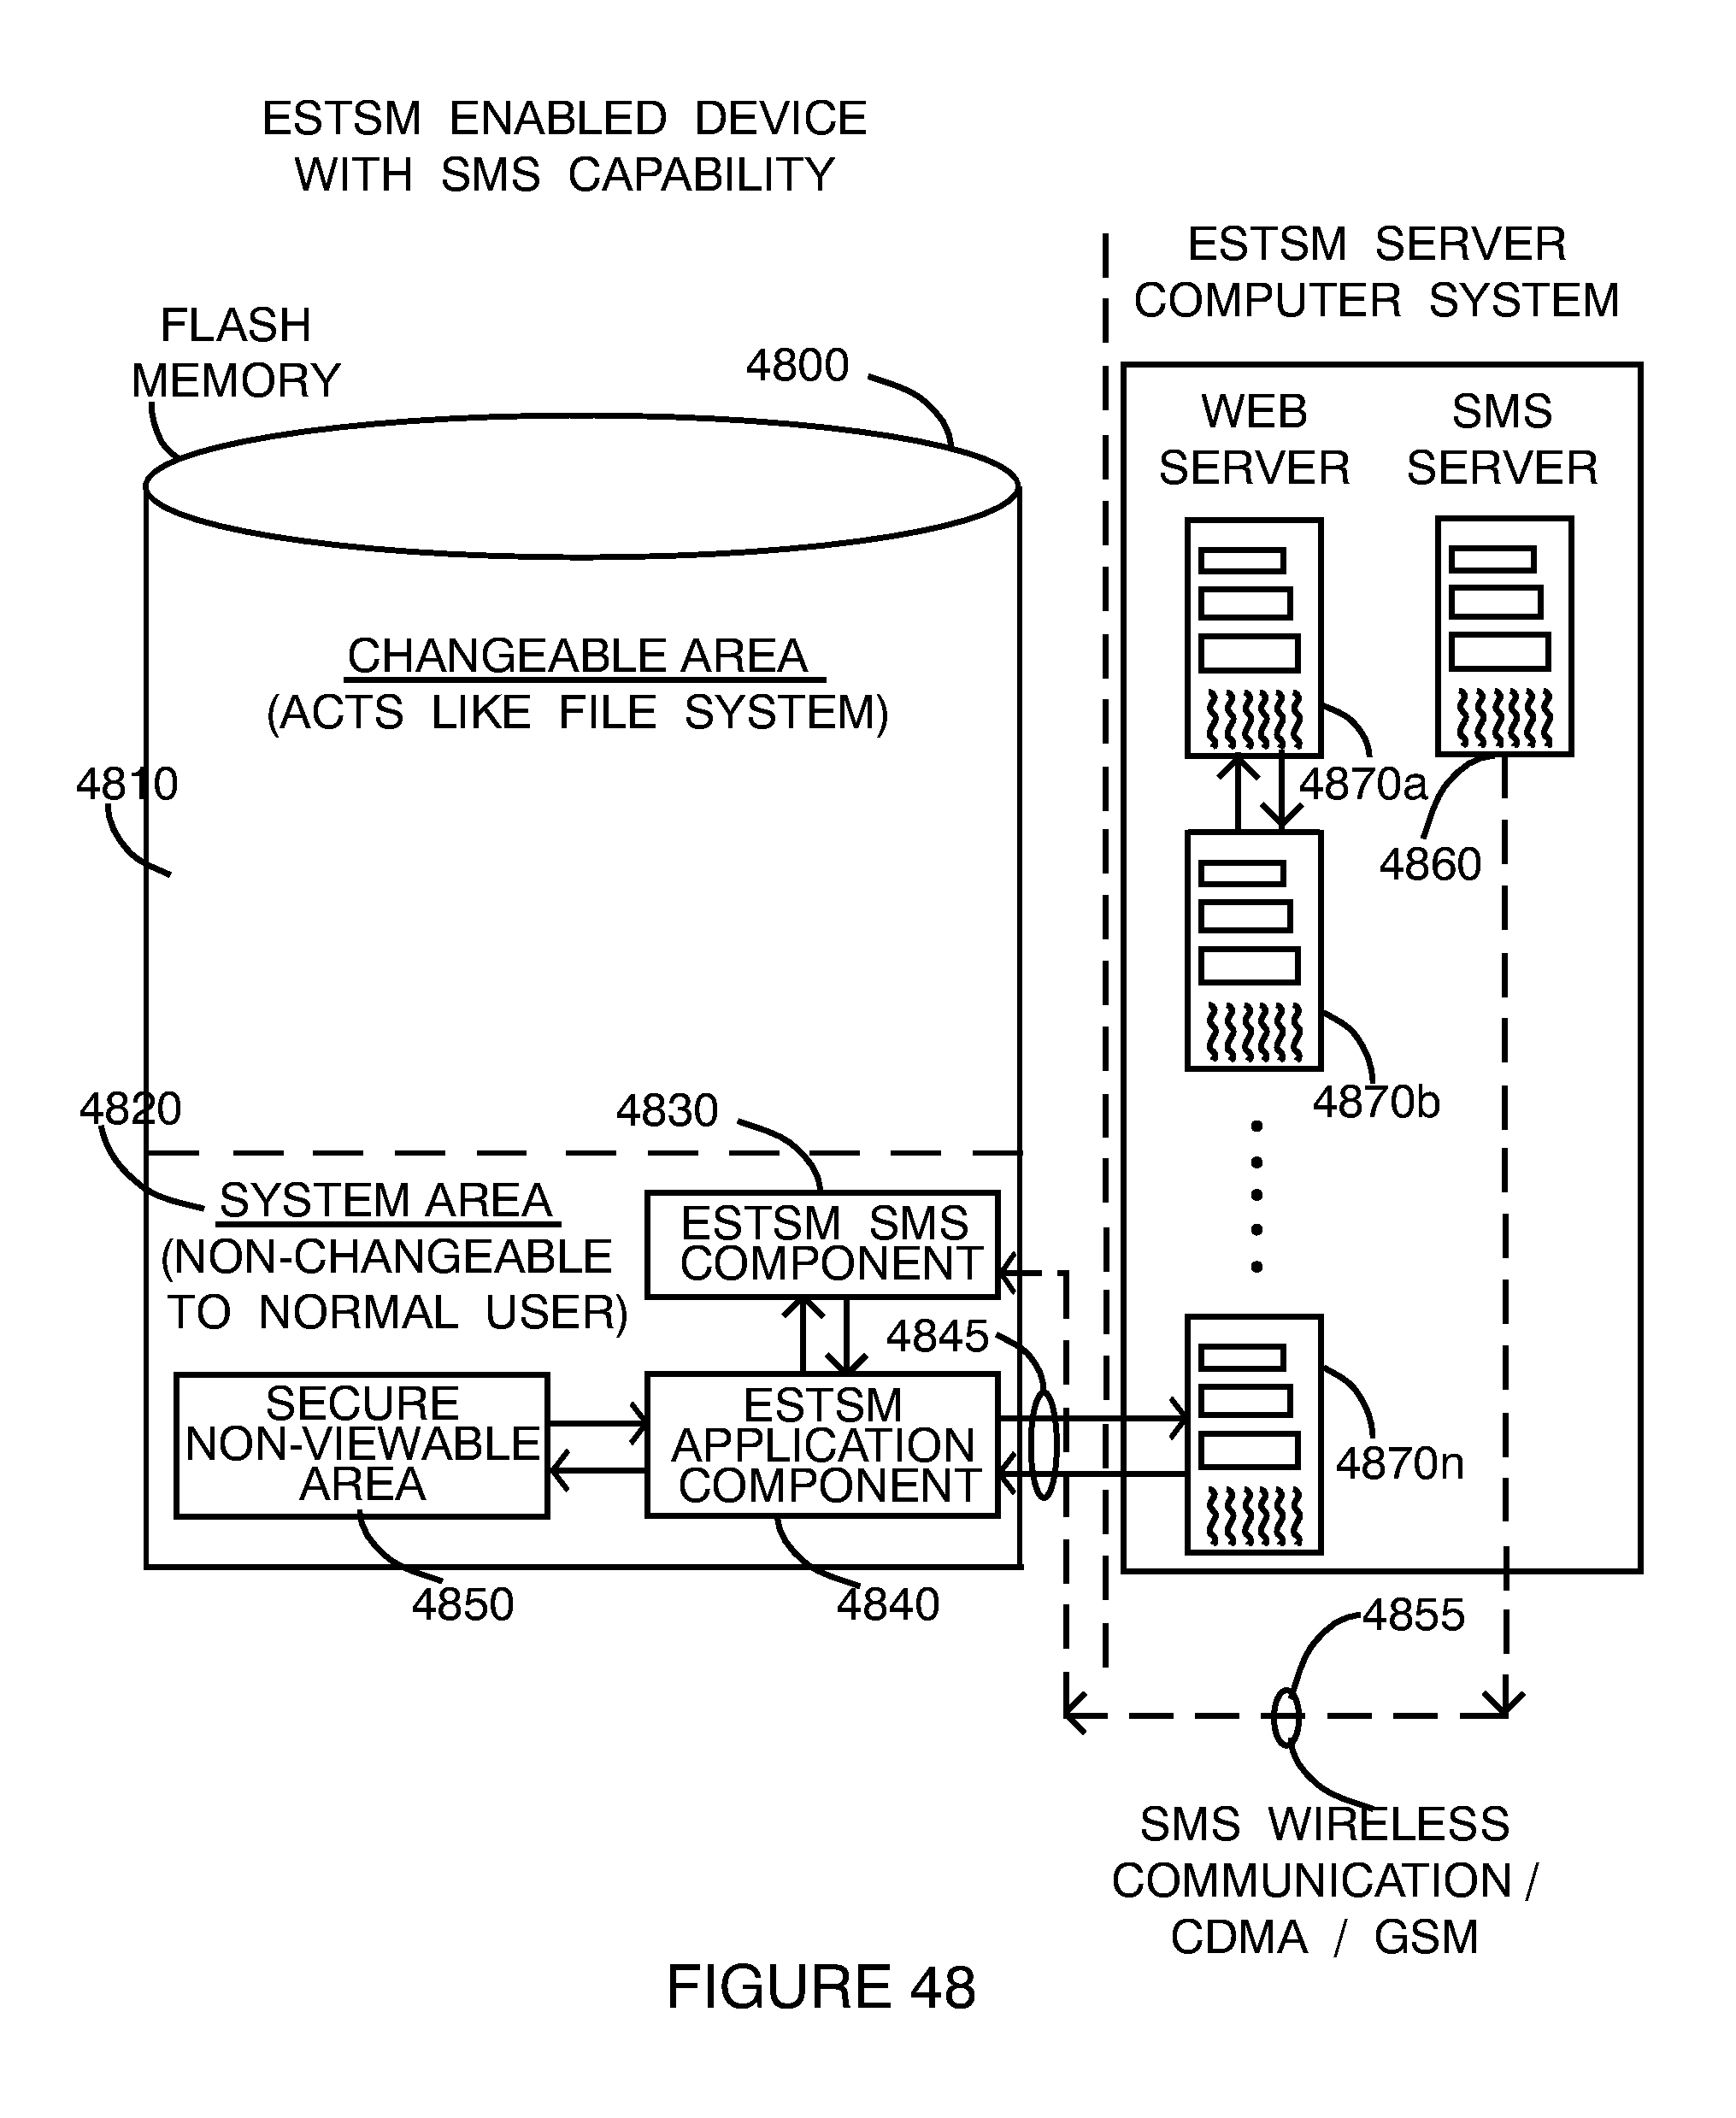 ESTSM ENABLED DEVICE
WITH SMS CAPABILITY
ESTSM SERVER
COMPUTER SYSTEM
FLASH
MEMORY
4800
WEB
SERVER
SMS
SERVER
CHANGEABLE AREA
(ACTS LIKE FILE SYSTEM)
4810
4870a
4860
4870b
4820
4830
SYSTEM AREA
(NON-CHANGEABLE
TO NORMAL USER)
ESTSM SMS
COMPONENT
4845
SECURE
NON-VIEWABLE
AREA
ESTSM
APPLICATION
COMPONENT
4870n
4850
4840
4855
SMS WIRELESS
COMMUNICATION /
CDMA / GSM
FIGURE 48